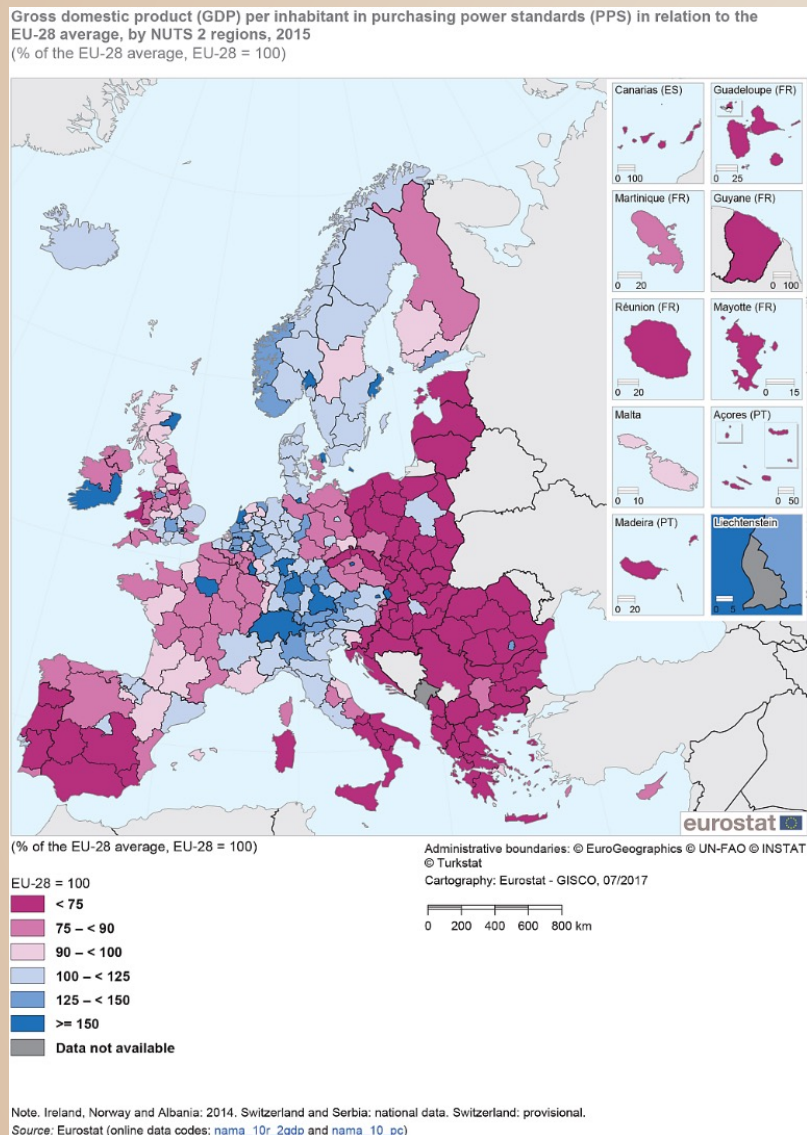 Gross domestic product (GDP) per inhabitant in purchasing power standards (PPS) in relation to the
EU-28 average, by NUTS 2 regions, 2015
(% of the EU-28 average, EU-28 = 100)
Canarias (ES)
0 100
Guadeloupe (FR)
0 25
Martinique (FR)
0 20
Guyane (FR)
0 100
Réunion (FR)
0 20
Mayotte (FR)
0 15
Malta
0 10
Açores (PT)
0 50
Madeira (PT)
0 20
Liechtenstein
0 5
eurostat
(% of the EU-28 average, EU-28 = 100)
Administrative boundaries: © EuroGeographics © UN-FAO © INSTAT
© Turkstat
Cartography: Eurostat - GISCO, 07/2017
0 200 400 600 800 km
EU-28 = 100
< 75
75 – < 90
90 – < 100
100 – < 125
125 – < 150
>= 150
Data not available
Note. Ireland, Norway and Albania: 2014. Switzerland and Serbia: national data. Switzerland: provisional.
Source: Eurostat (online data codes: nama_10r_2gdp and nama_10_pc)